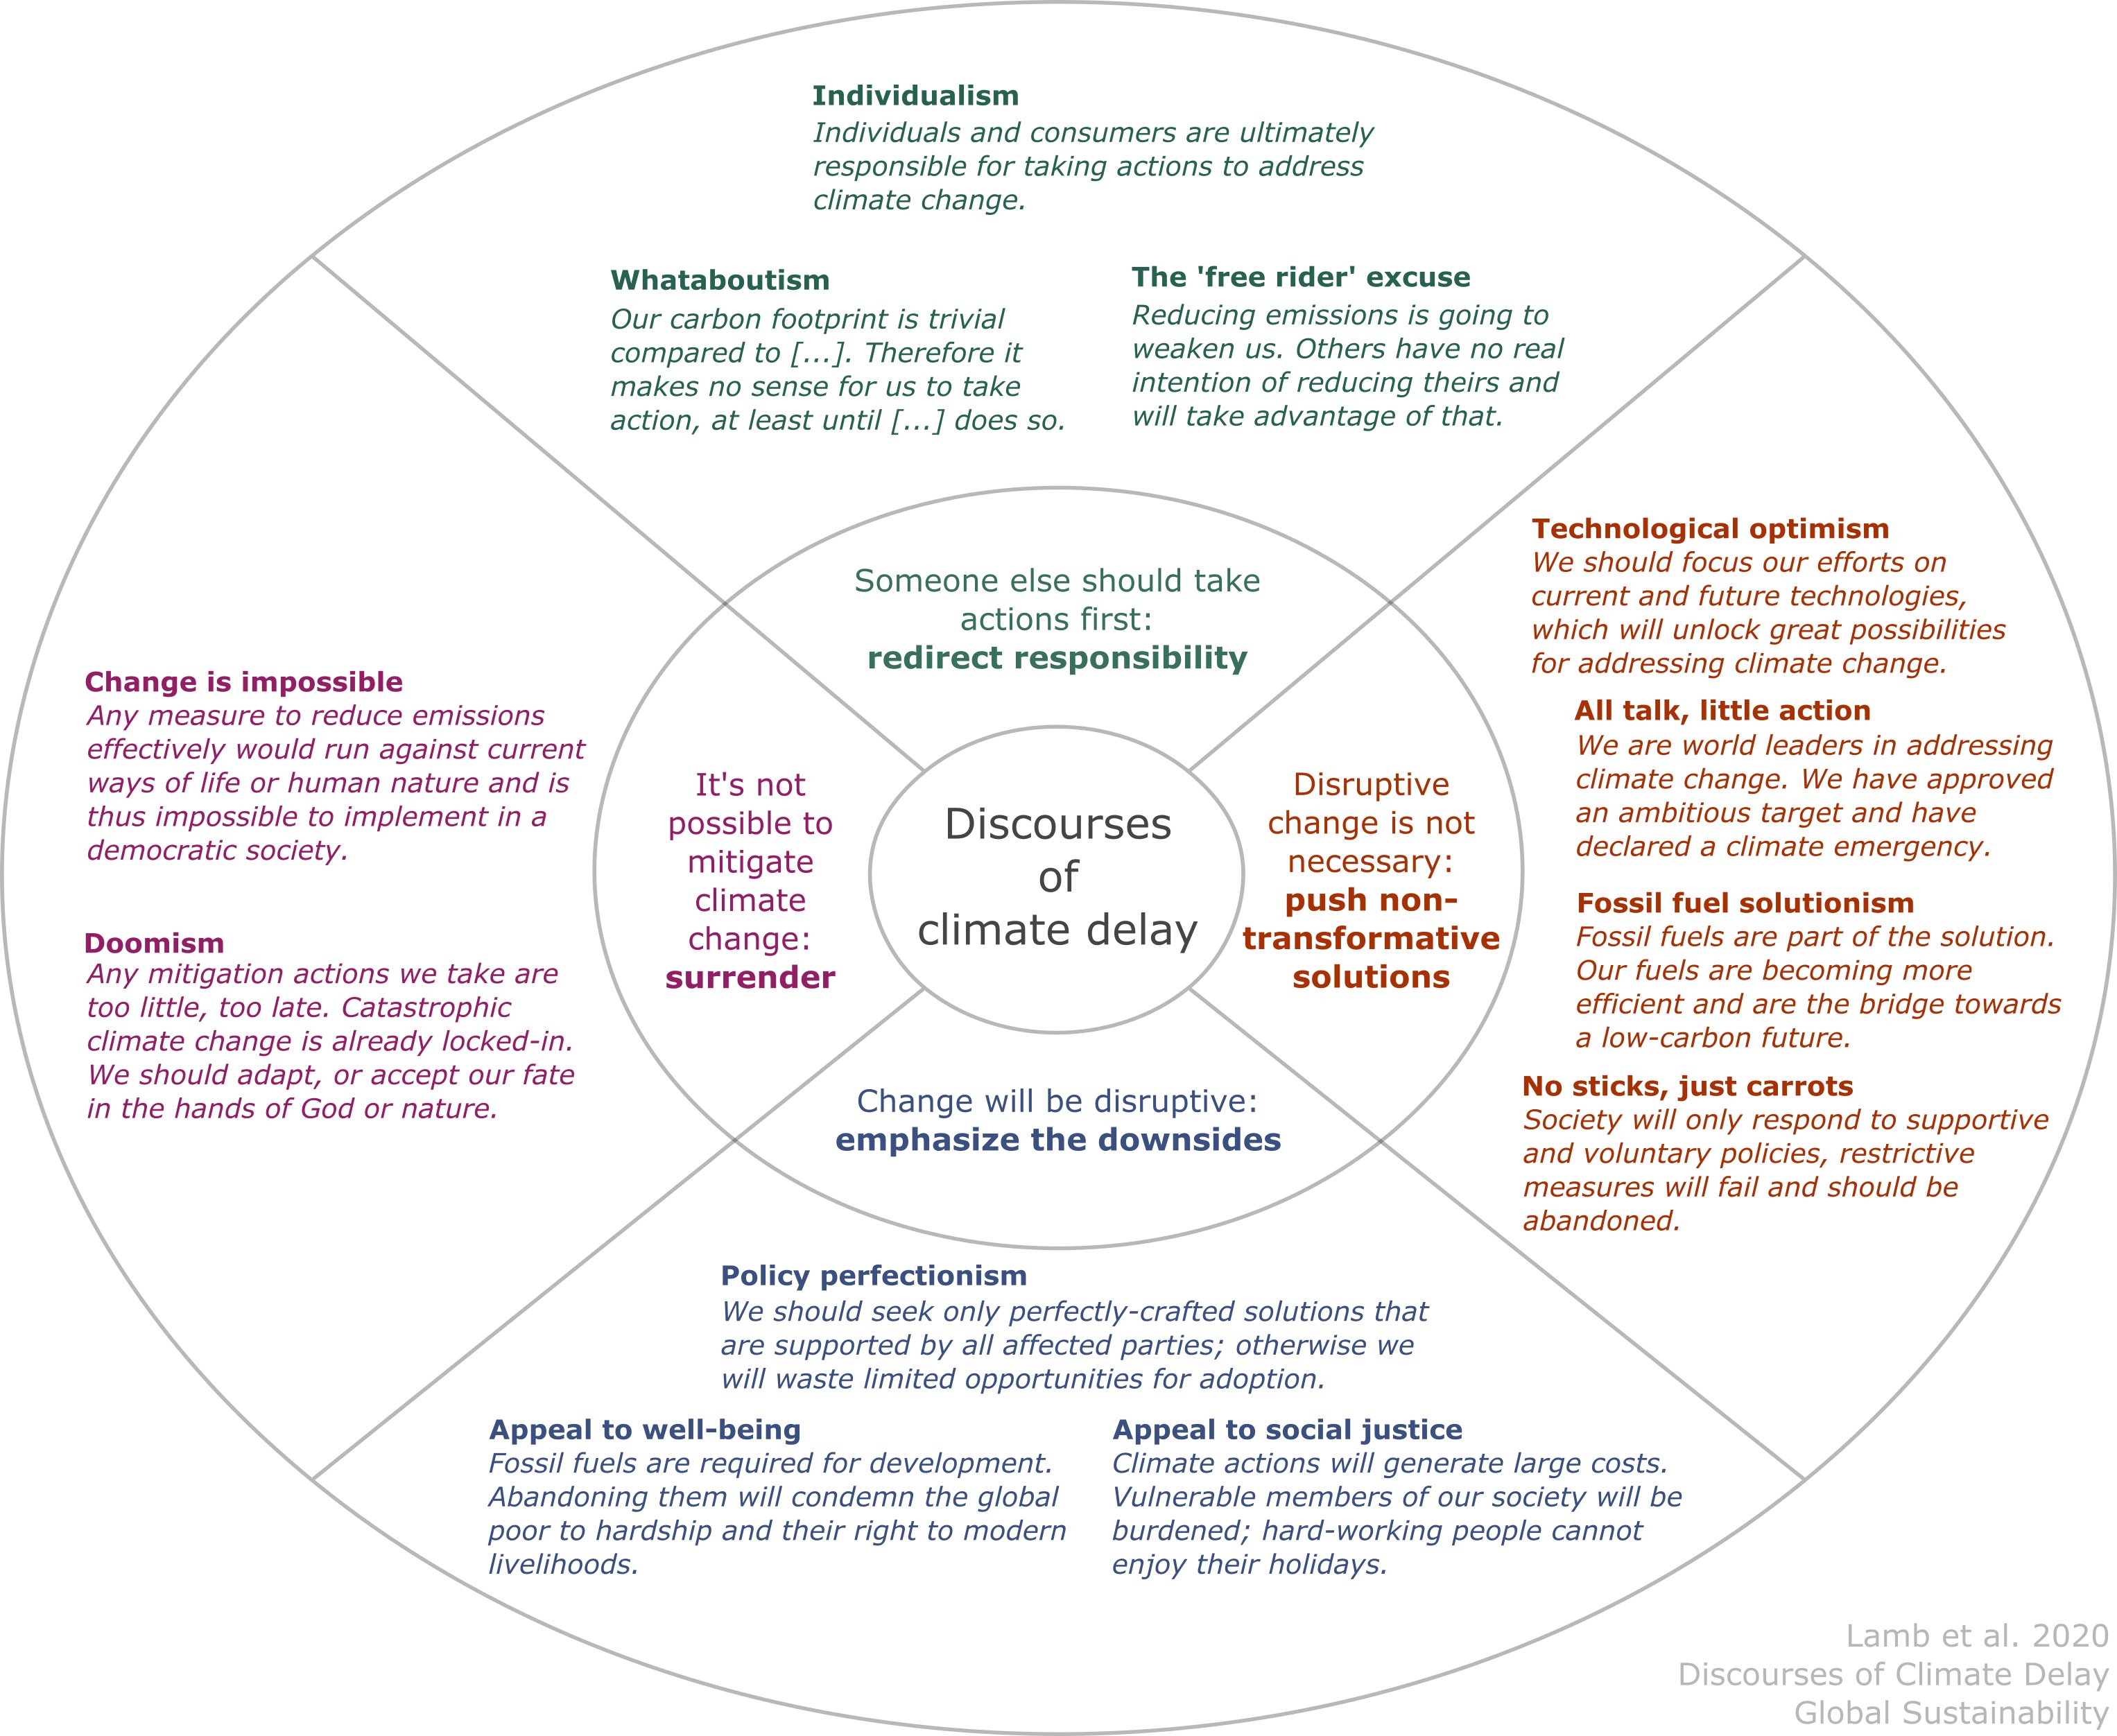 Individualism
Individuals and consumers are ultimately
responsible for taking actions to address
climate change.
Whataboutism
Our carbon footprint is trivial
compared to [...]. Therefore it
makes no sense for us to take
action, at least until [...] does so.
The 'free rider' excuse
Reducing emissions is going to
weaken us. Others have no real
intention of reducing theirs and
will take advantage of that.
Someone else should take
actions first:
redirect responsibility
Technological optimism
We should focus our efforts on
current and future technologies,
which will unlock great possibilities
for addressing climate change.
All talk, little action
We are world leaders in addressing
climate change. We have approved
an ambitious target and have
declared a climate emergency.
Fossil fuel solutionism
Fossil fuels are part of the solution.
Our fuels are becoming more
efficient and are the bridge towards
a low-carbon future.
No sticks, just carrots
Society will only respond to supportive
and voluntary policies, restrictive
measures will fail and should be
abandoned.
Change is impossible
Any measure to reduce emissions
effectively would run against current
ways of life or human nature and is
thus impossible to implement in a
democratic society.
Doomism
Any mitigation actions we take are
too little, too late. Catastrophic
climate change is already locked-in.
We should adapt, or accept our fate
in the hands of God or nature.
It's not
possible to
mitigate
climate
change:
surrender
Discourses
of
climate delay
Disruptive
change is not
necessary:
push non-
transformative
solutions
Change will be disruptive:
emphasize the downsides
Policy perfectionism
We should seek only perfectly-crafted solutions that
are supported by all affected parties; otherwise we
will waste limited opportunities for adoption.
Appeal to well-being
Fossil fuels are required for development.
Abandoning them will condemn the global
poor to hardship and their right to modern
livelihoods.
Appeal to social justice
Climate actions will generate large costs.
Vulnerable members of our society will be
burdened; hard-working people cannot
enjoy their holidays.
Lamb et al. 2020
Discourses of Climate Delay
Global Sustainability